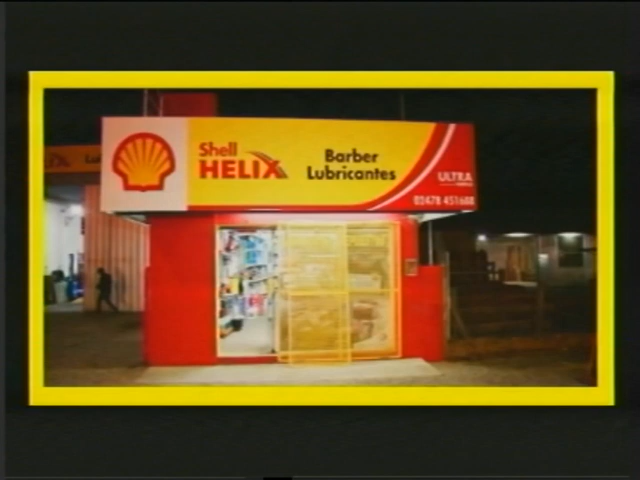 Shell
HELIX
Barber
Lubricantes
ULTRA
02478 451688